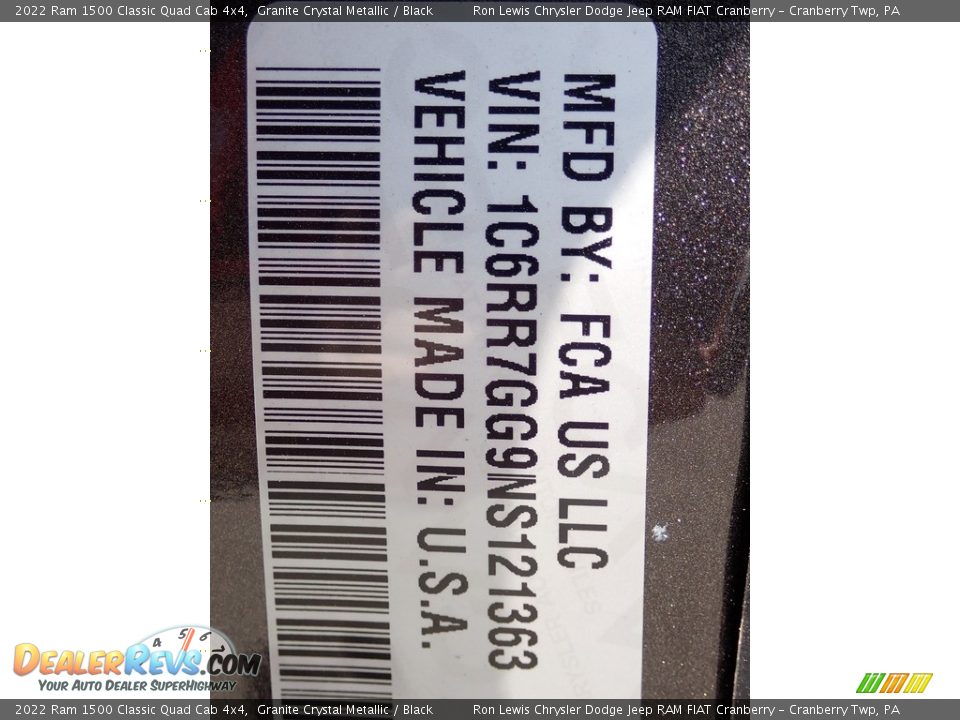 2022 Ram 1500 Classic Quad Cab 4x4, Granite Crystal Metallic / Black Ron Lewis Chrysler Dodge Jeep RAM FIAT Cranberry - Cranberry Twp, PA
MFD BY: FCA US LLC
VIN: 1C6RR7GG9NS121363
VEHICLE MADE IN: U.S.A.
4 5 6
DEALERREVS.COM
YOUR AUTO DEALER SUPERHIGHWAY
2022 Ram 1500 Classic Quad Cab 4x4, Granite Crystal Metallic / Black Ron Lewis Chrysler Dodge Jeep RAM FIAT Cranberry - Cranberry Twp, PA